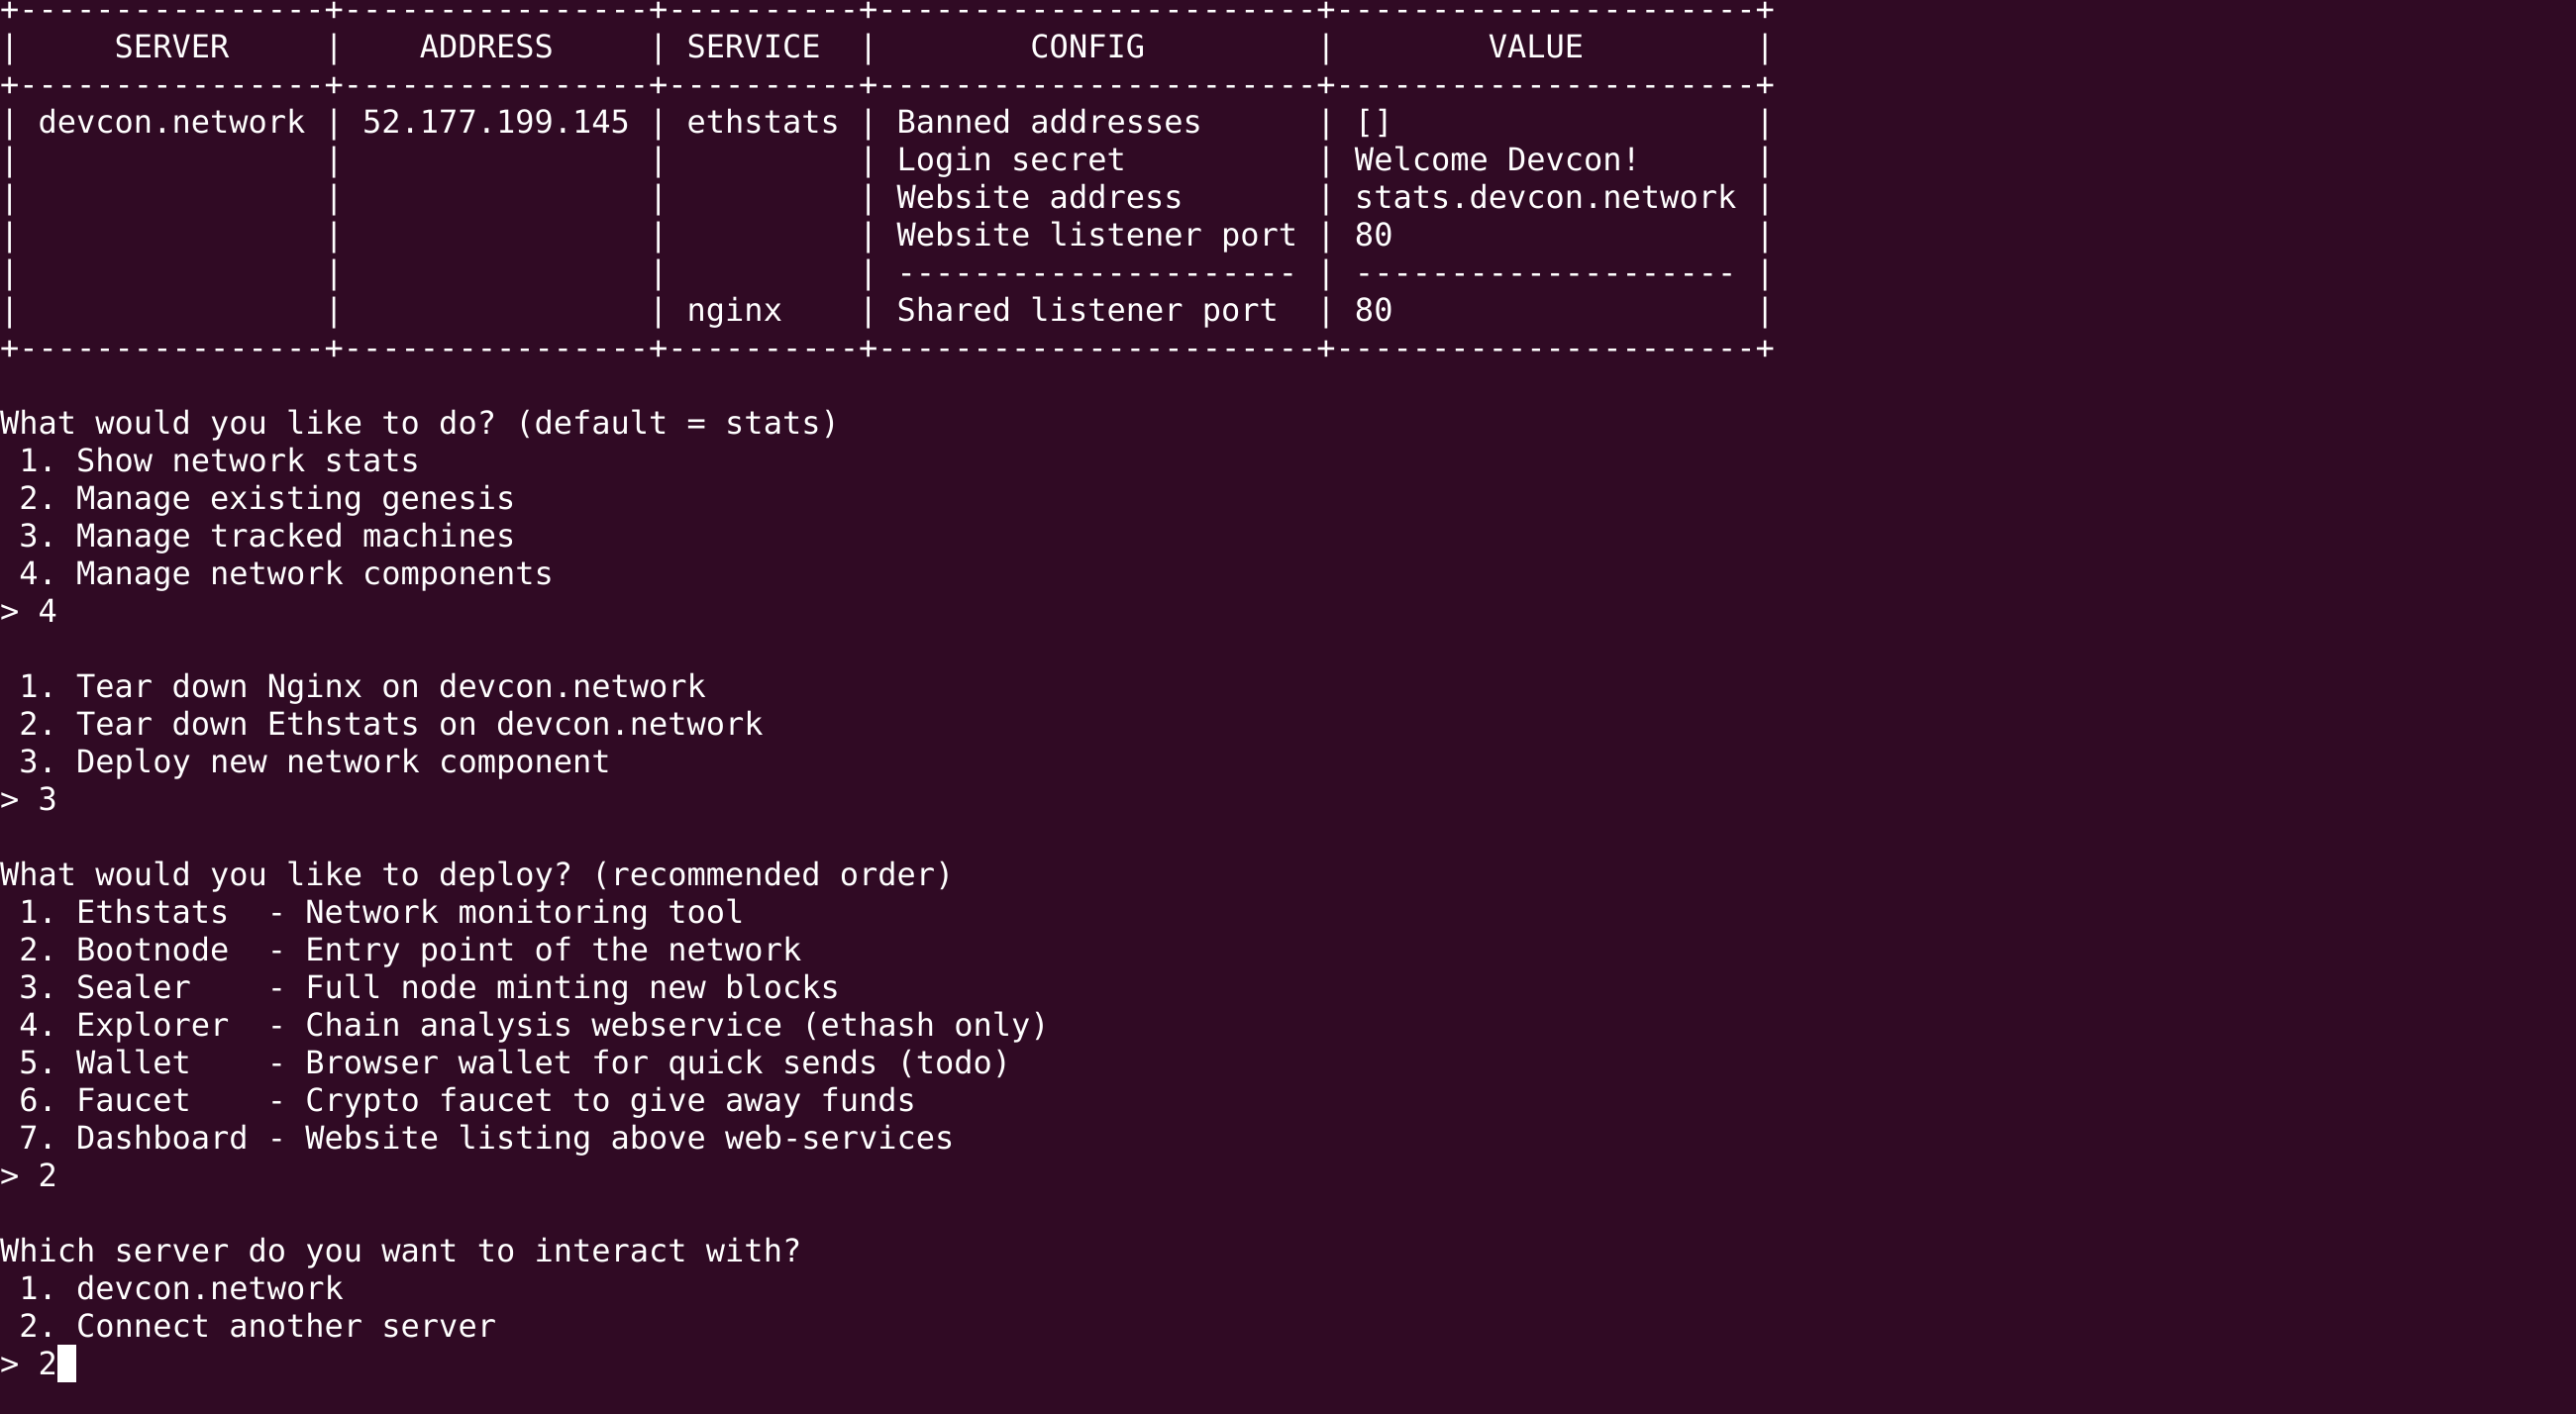 +----------------+----------------+----------+-----------------------+----------------------+
|     SERVER     |    ADDRESS     | SERVICE  |        CONFIG         |        VALUE         |
+----------------+----------------+----------+-----------------------+----------------------+
| devcon.network | 52.177.199.145 | ethstats | Banned addresses      | []                   |
|                |                |          | Login secret          | Welcome Devcon!      |
|                |                |          | Website address       | stats.devcon.network |
|                |                |          | Website listener port | 80                   |
|                |                |          | --------------------- | -------------------- |
|                |                | nginx    | Shared listener port  | 80                   |
+----------------+----------------+----------+-----------------------+----------------------+
What would you like to do? (default = stats)
 1. Show network stats
 2. Manage existing genesis
 3. Manage tracked machines
 4. Manage network components
> 4
 1. Tear down Nginx on devcon.network
 2. Tear down Ethstats on devcon.network
 3. Deploy new network component
> 3
What would you like to deploy? (recommended order)
 1. Ethstats  - Network monitoring tool
 2. Bootnode  - Entry point of the network
 3. Sealer    - Full node minting new blocks
 4. Explorer  - Chain analysis webservice (ethash only)
 5. Wallet    - Browser wallet for quick sends (todo)
 6. Faucet    - Crypto faucet to give away funds
 7. Dashboard - Website listing above web-services
> 2
Which server do you want to interact with?
 1. devcon.network
 2. Connect another server
> 2